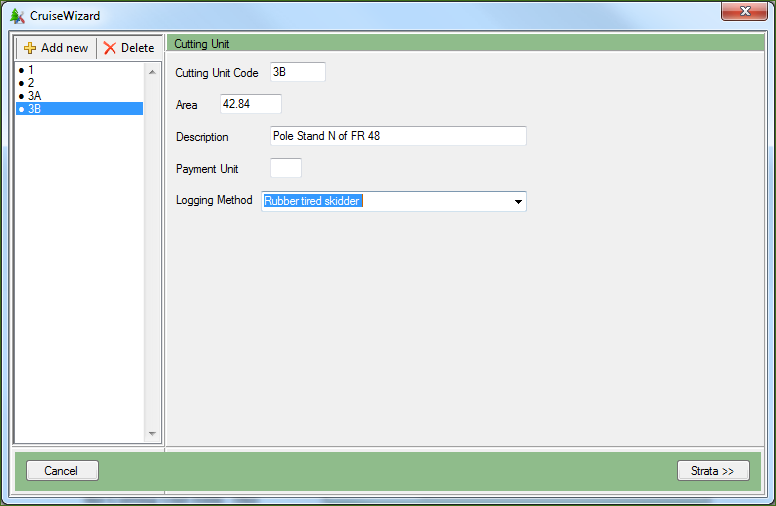 CruiseWizard
Add new Delete
Cutting Unit
• 1
• 2
• 3A
• 3B
Cutting Unit Code 3B
Area 42.84
Description Pole Stand N of FR 48
Payment Unit
Logging Method Rubber tired skidder
Cancel Strata >>